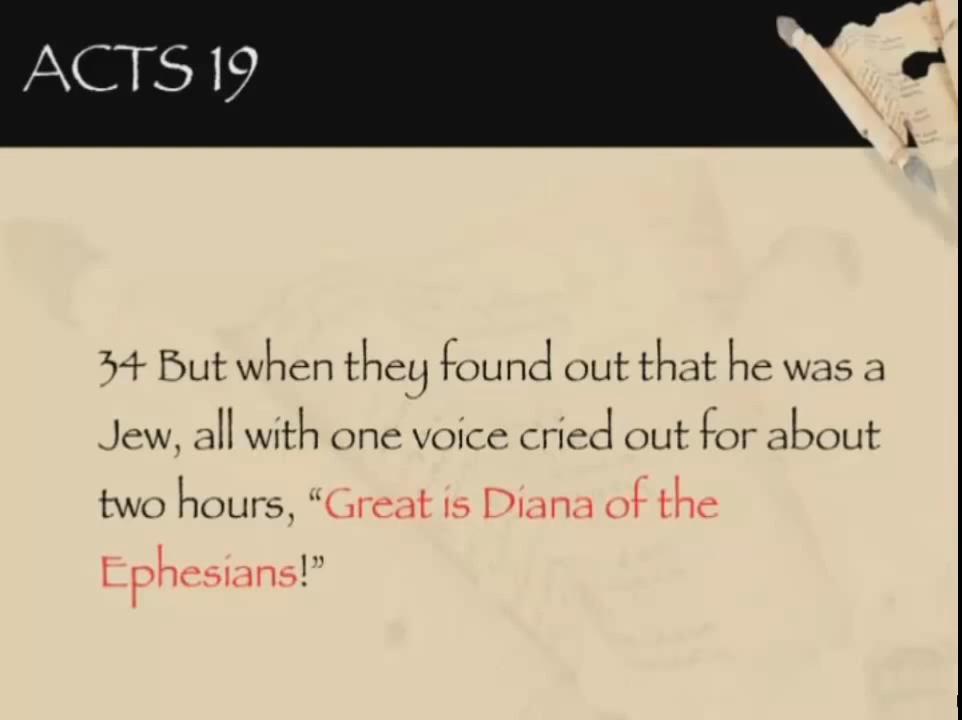 ACTS 19
34 But when they found out that he was a
Jew, all with one voice cried out for about
two hours, “Great is Diana of the
Ephesians!”